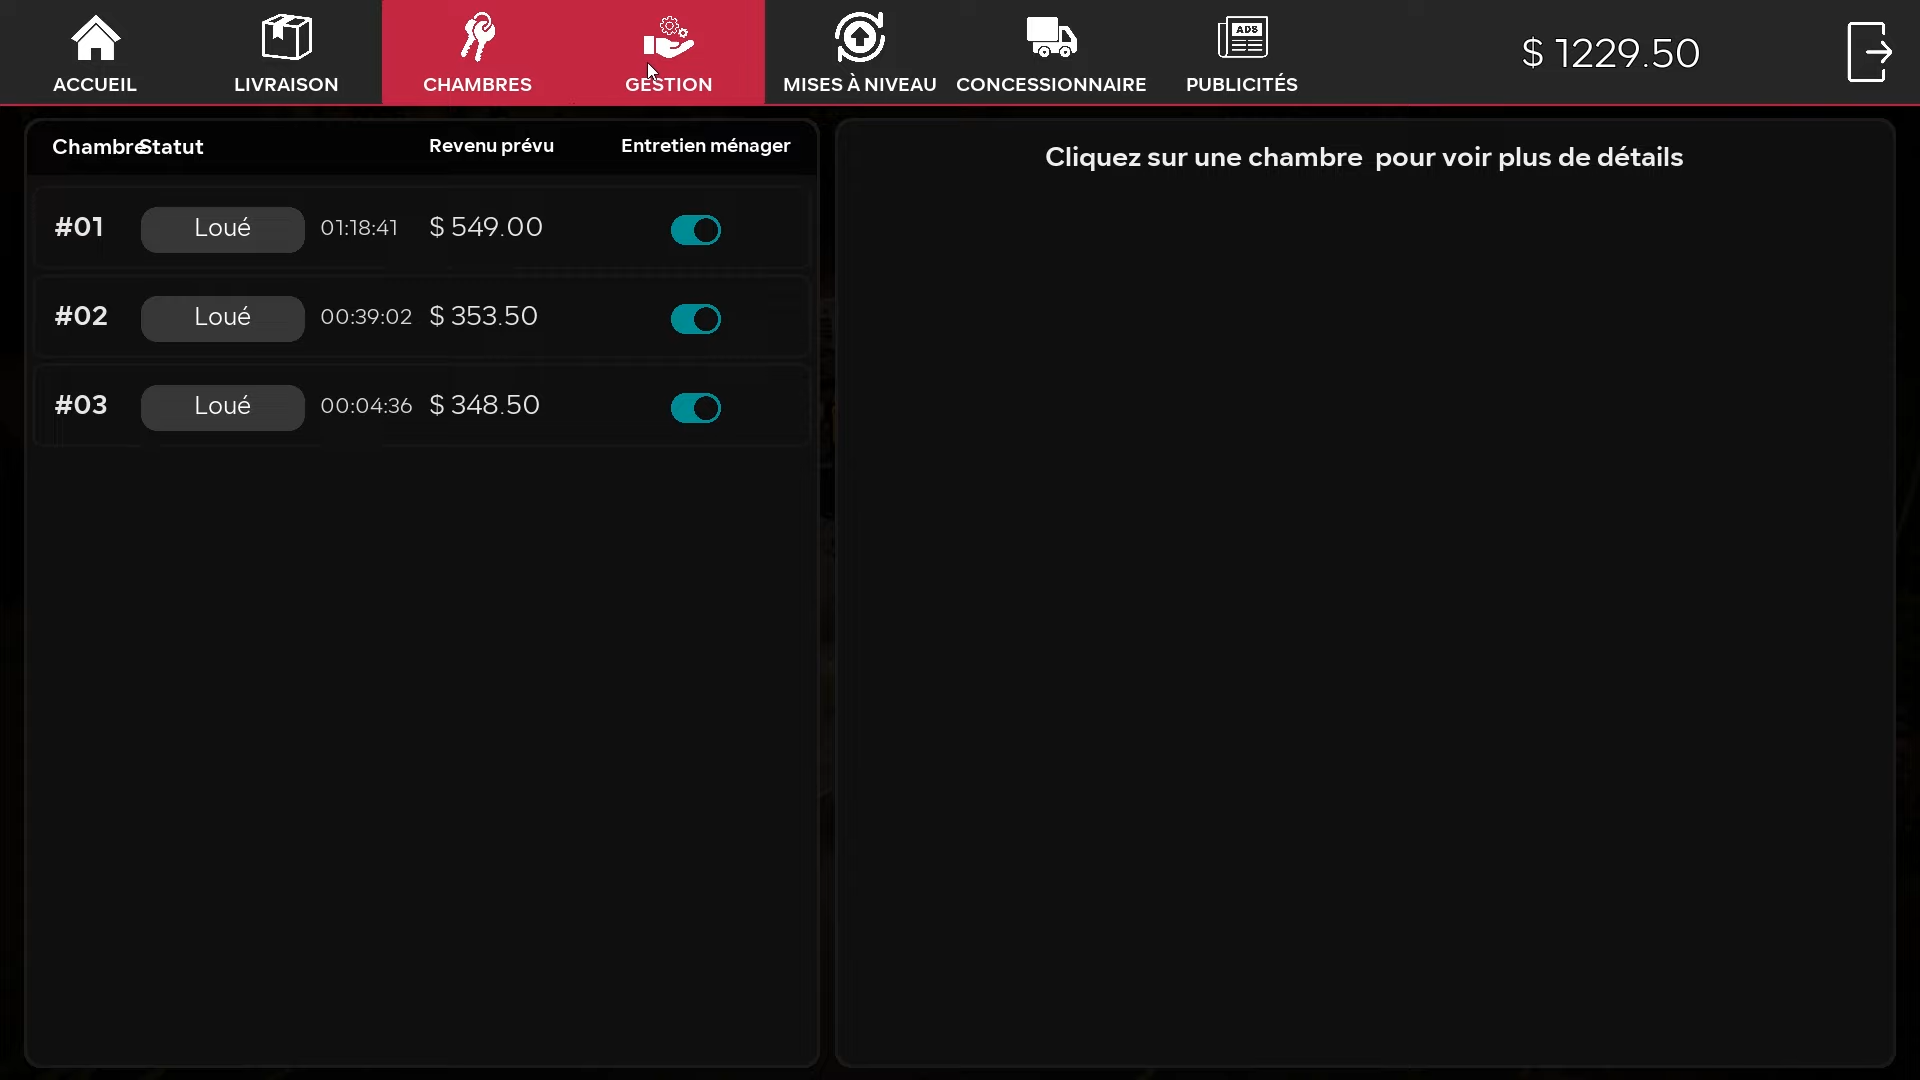 ACCUEIL
LIVRAISON
CHAMBRES
GESTION
MISES À NIVEAU
CONCESSIONNAIRE
ADS
PUBLICITÉS
$ 1229.50
Chambre Statut Revenu prévu Entretien ménager
#01 Loué 01:18:41 $ 549.00
#02 Loué 00:39:02 $ 353.50
#03 Loué 00:04:36 $ 348.50
Cliquez sur une chambre pour voir plus de détails